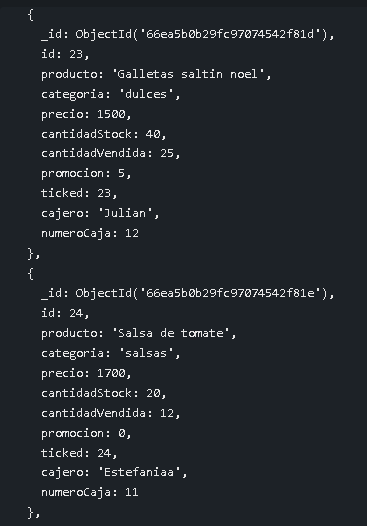 {
_id: ObjectId('66ea5b0b29fc97074542f81d'),
id: 23,
producto: 'Galletas saltin noel',
categoria: 'dulces',
precio: 1500,
cantidadStock: 40,
cantidadVendida: 25,
promocion: 5,
ticked: 23,
cajero: 'Julian',
numeroCaja: 12
},
{
_id: ObjectId('66ea5b0b29fc97074542f81e'),
id: 24,
producto: 'Salsa de tomate',
categoria: 'salsas',
precio: 1700,
cantidadStock: 20,
cantidadVendida: 12,
promocion: 0,
ticked: 24,
cajero: 'Estefaniaa',
numeroCaja: 11
},